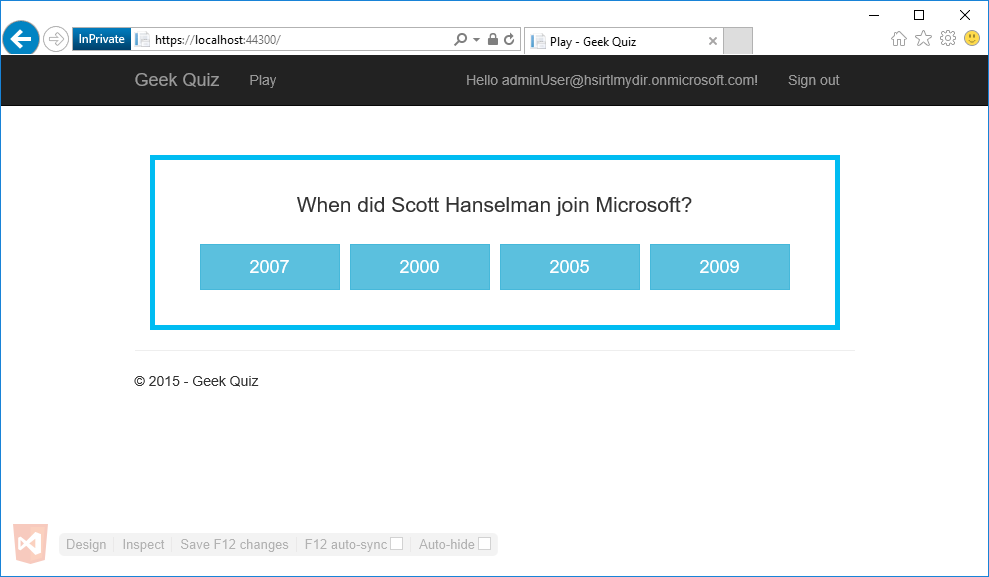 InPrivate https://localhost:44300/ Play - Geek Quiz
Geek Quiz Play Hello adminUser@hsirtlmydir.onmicrosoft.com! Sign out
When did Scott Hanselman join Microsoft?
2007 2000 2005 2009
© 2015 - Geek Quiz
Design Inspect Save F12 changes F12 auto-sync Auto-hide